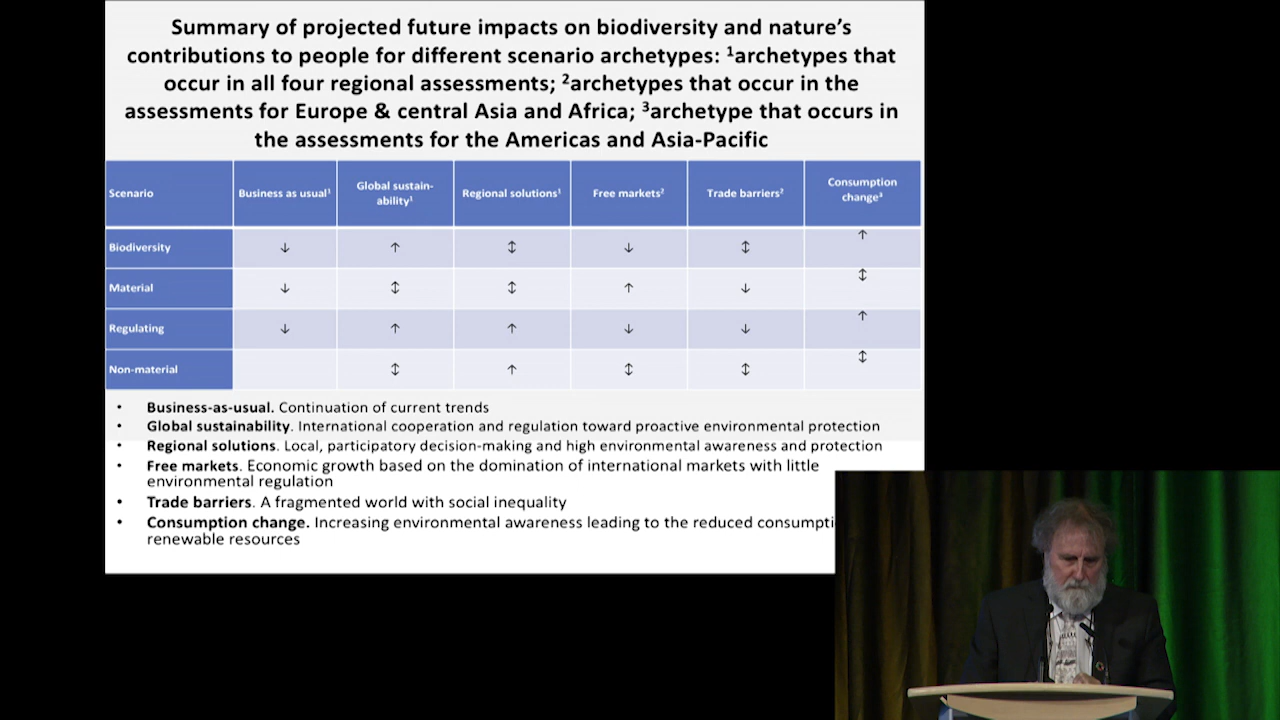 Summary of projected future impacts on biodiversity and nature’s
contributions to people for different scenario archetypes: ¹archetypes that
occur in all four regional assessments; ²archetypes that occur in the
assessments for Europe & central Asia and Africa; ³archetype that occurs in
the assessments for the Americas and Asia-Pacific
Scenario Business as usual¹ Global sustain- Regional solutions¹ Free markets² Trade barriers² Consumption
ability¹ change³
Biodiversity ↓ ↑ ↕ ↓ ↕ ↑
Material ↓ ↕ ↕ ↑ ↓ ↕
Regulating ↓ ↑ ↑ ↓ ↓ ↑
Non-material ↕ ↑ ↕ ↕ ↕
• Business-as-usual. Continuation of current trends
• Global sustainability. International cooperation and regulation toward proactive environmental protection
• Regional solutions. Local, participatory decision-making and high environmental awareness and protection
• Free markets. Economic growth based on the domination of international markets with little
environmental regulation
• Trade barriers. A fragmented world with social inequality
• Consumption change. Increasing environmental awareness leading to the reduced
renewable resources